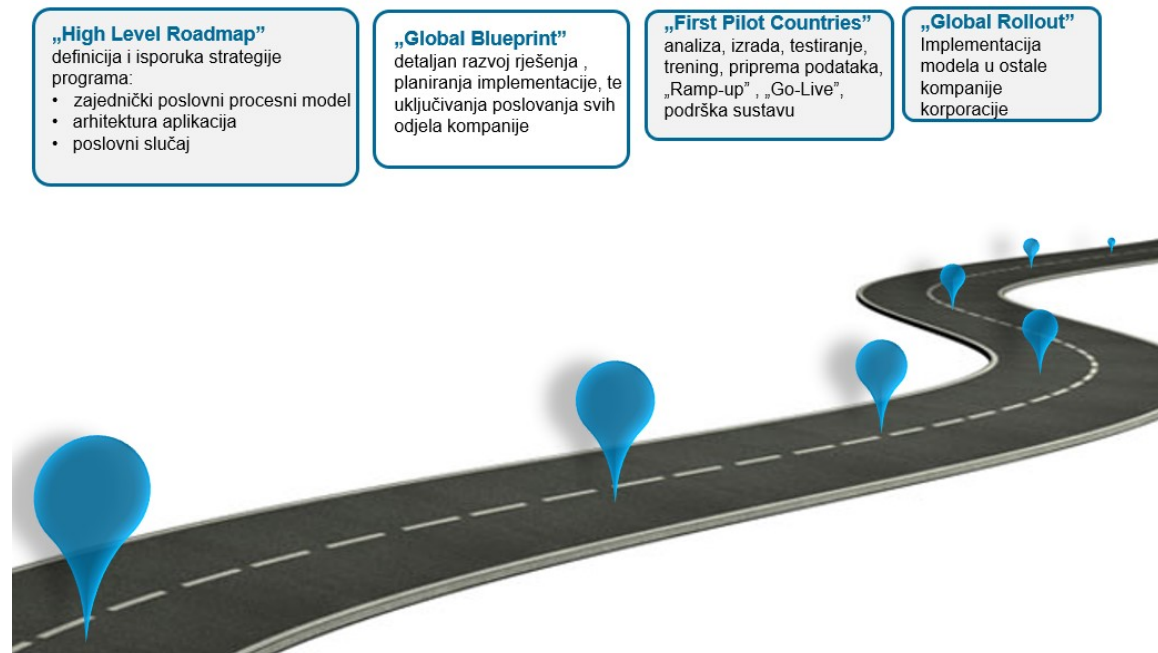 „High Level Roadmap”
definicija i isporuka strategije
programa:
• zajednički poslovni procesni model
• arhitektura aplikacija
• poslovni slučaj
„Global Blueprint”
detaljan razvoj rješenja ,
planiranja implementacije, te
uključivanja poslovanja svih
odjela kompanije
„First Pilot Countries”
analiza, izrada, testiranje,
trening, priprema podataka,
„Ramp-up” , „Go-Live”,
podrška sustavu
„Global Rollout”
Implementacija
modela u ostale
kompanije
korporacije